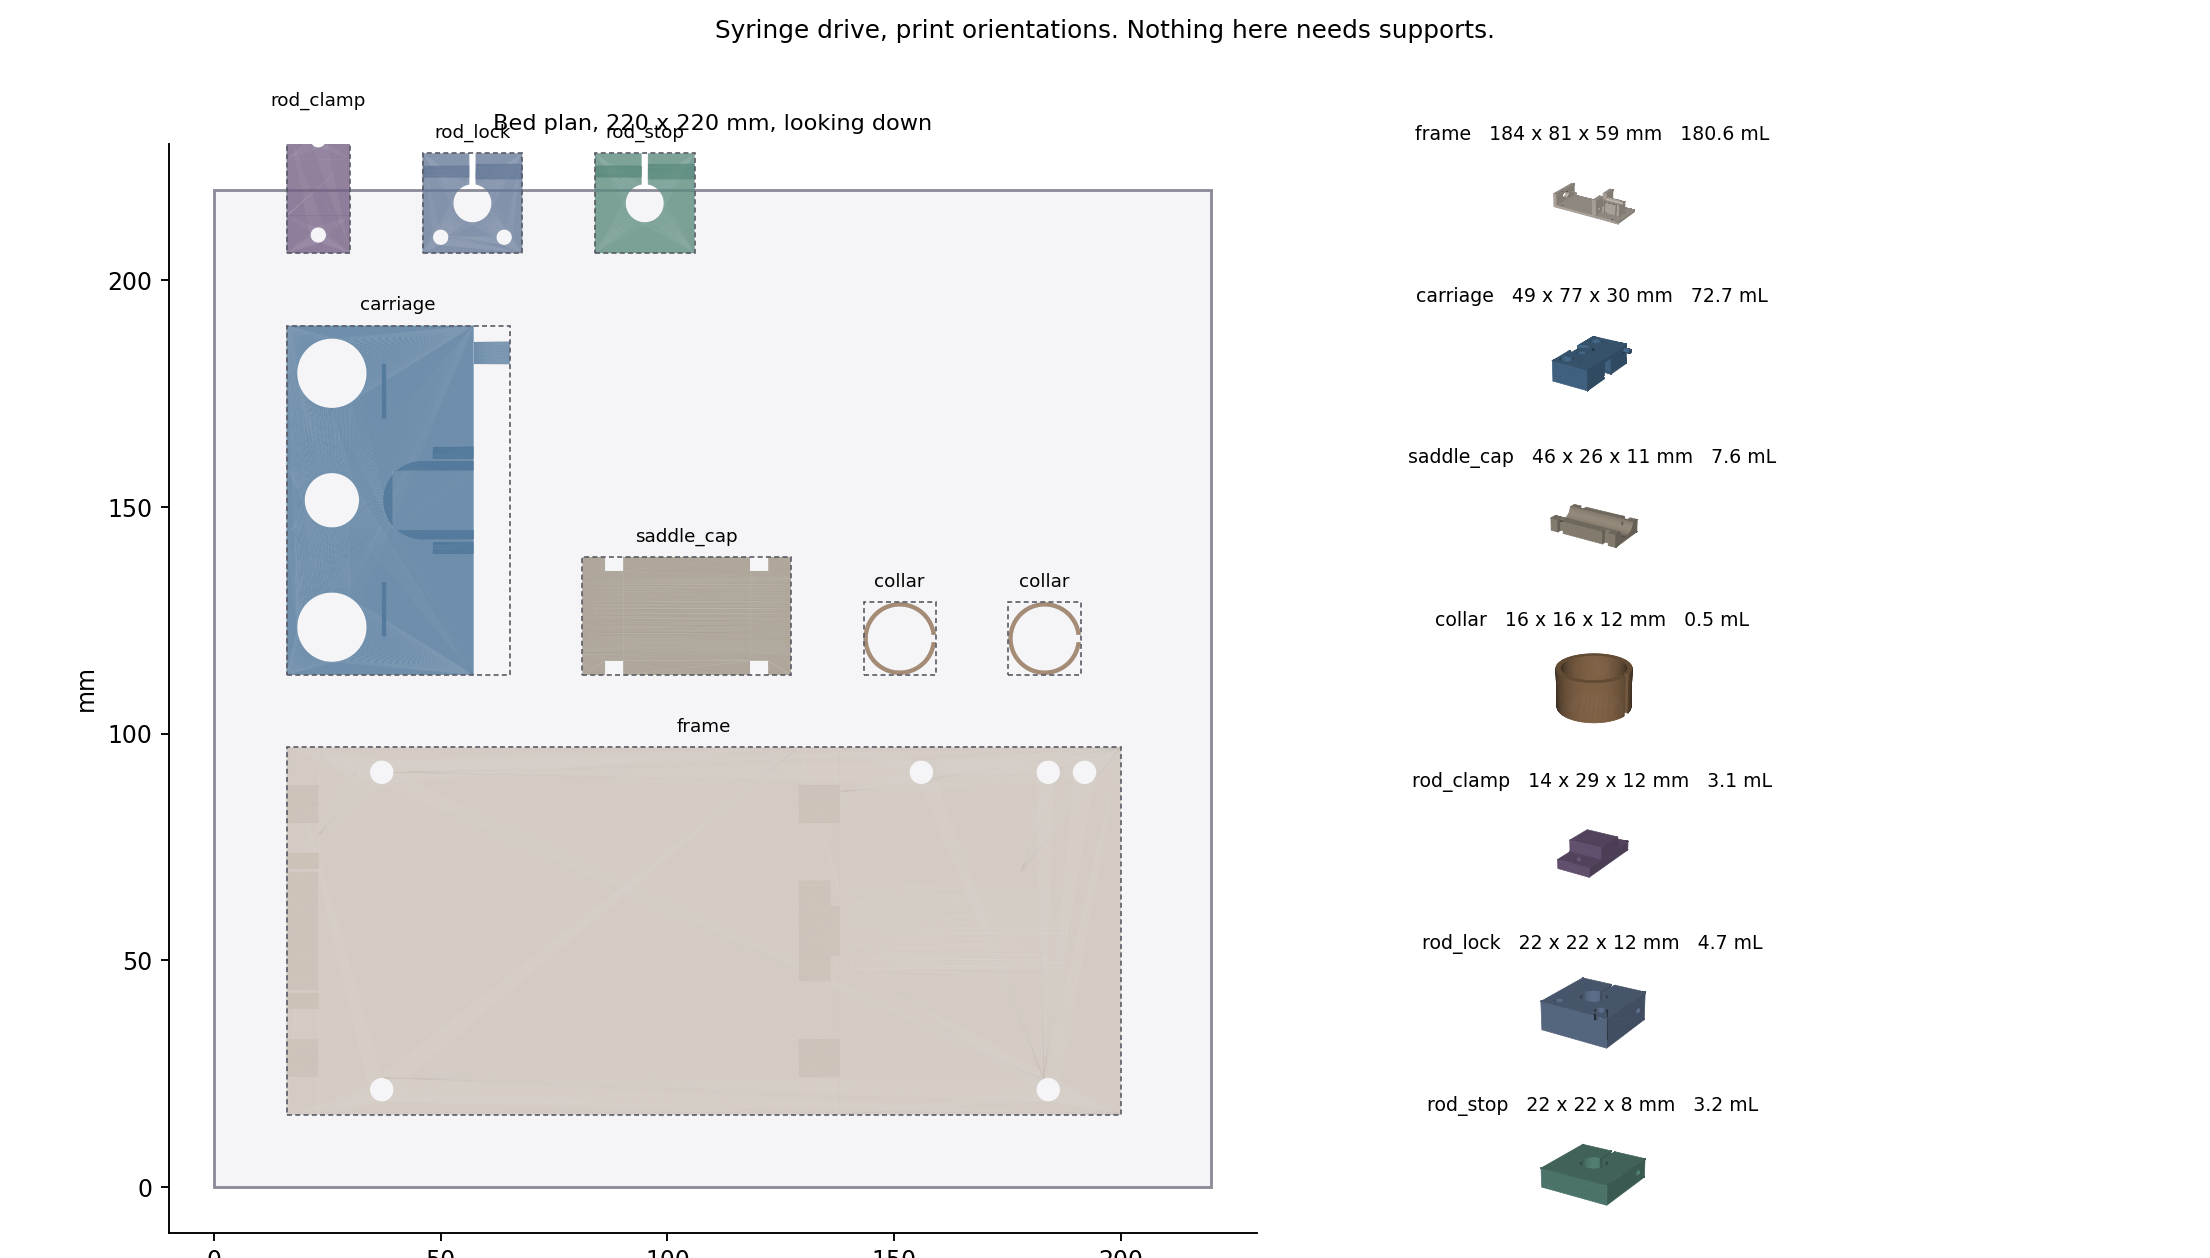 Syringe drive, print orientations. Nothing here needs supports.
Bed plan, 220 x 220 mm, looking down
rod_clamp
rod_lock
rod_stop
carriage
saddle_cap
collar
collar
frame
mm
200
150
100
50
0
0
50
100
150
200
frame 184 x 81 x 59 mm 180.6 mL
carriage 49 x 77 x 30 mm 72.7 mL
saddle_cap 46 x 26 x 11 mm 7.6 mL
collar 16 x 16 x 12 mm 0.5 mL
rod_clamp 14 x 29 x 12 mm 3.1 mL
rod_lock 22 x 22 x 12 mm 4.7 mL
rod_stop 22 x 22 x 8 mm 3.2 mL